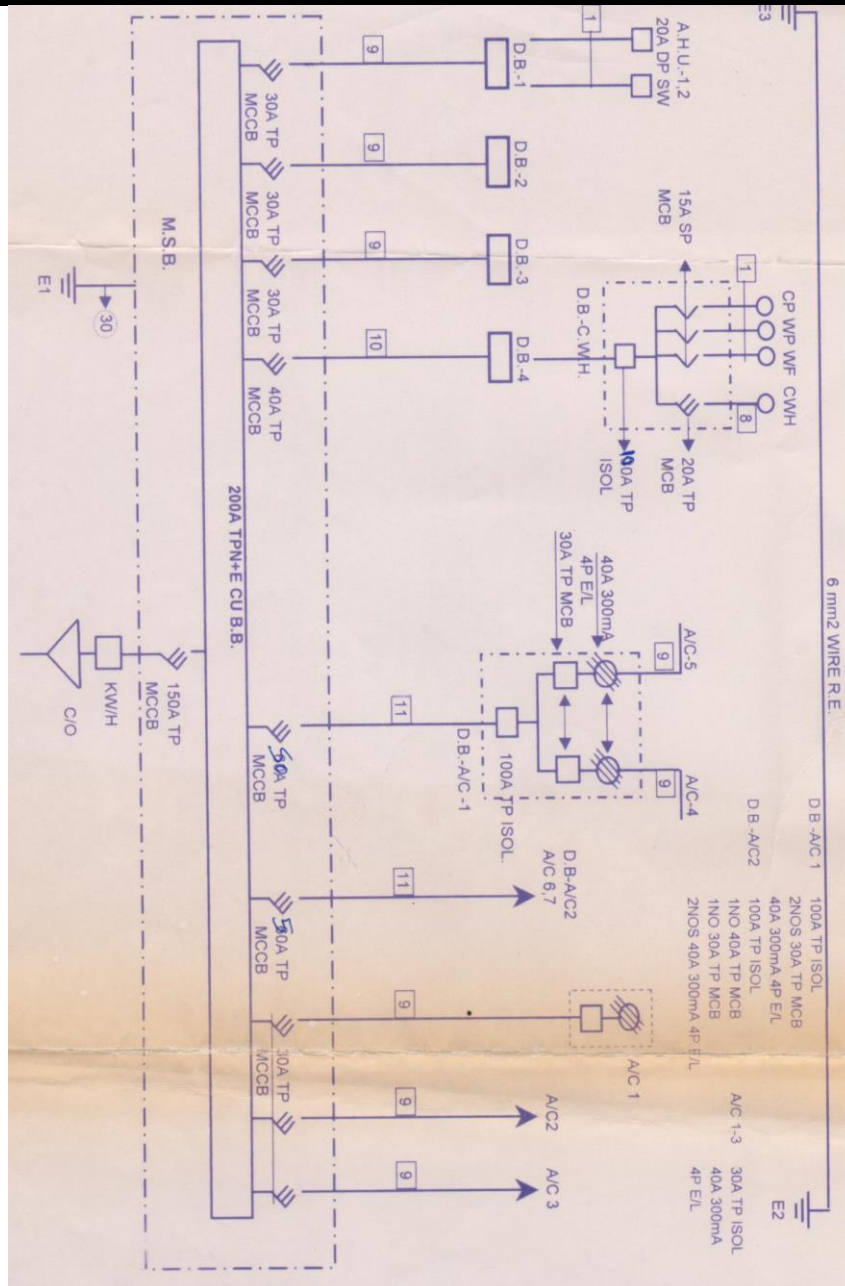 E3
6 mm2 WIRE R.E.
E2
A.H.U.-1,2
20A DP SW
1
D.B.-1
9
30A TP
MCCB
D.B.-2
9
30A TP
MCCB
D.B.-3
9
30A TP
MCCB
D.B.-4
10
40A TP
MCCB
15A SP
MCB
1
CP WP WF CWH
8
D.B.-C.W.H.
20A TP
MCB
100A TP
ISOL
A/C-5
A/C-4
9
9
40A 300mA
4P E/L
30A TP MCB
100A TP ISOL.
D.B.-A/C -1
11
50A TP
MCCB
D.B-A/C2
A/C 6,7
11
50A TP
MCCB
A/C 1
9
30A TP
MCCB
A/C2
9
A/C 3
9
D.B.-A/C 1 100A TP ISOL
2NOS 30A TP MCB
40A 300mA 4P E/L
D.B.-A/C2 100A TP ISOL
1NO 40A TP MCB
1NO 30A TP MCB
2NOS 40A 300mA 4P E/L
A/C 1-3 30A TP ISOL
40A 300mA
4P E/L
M.S.B.
200A TPN+E CU B.B.
E1
30
150A TP
MCCB
KW/H
C/O